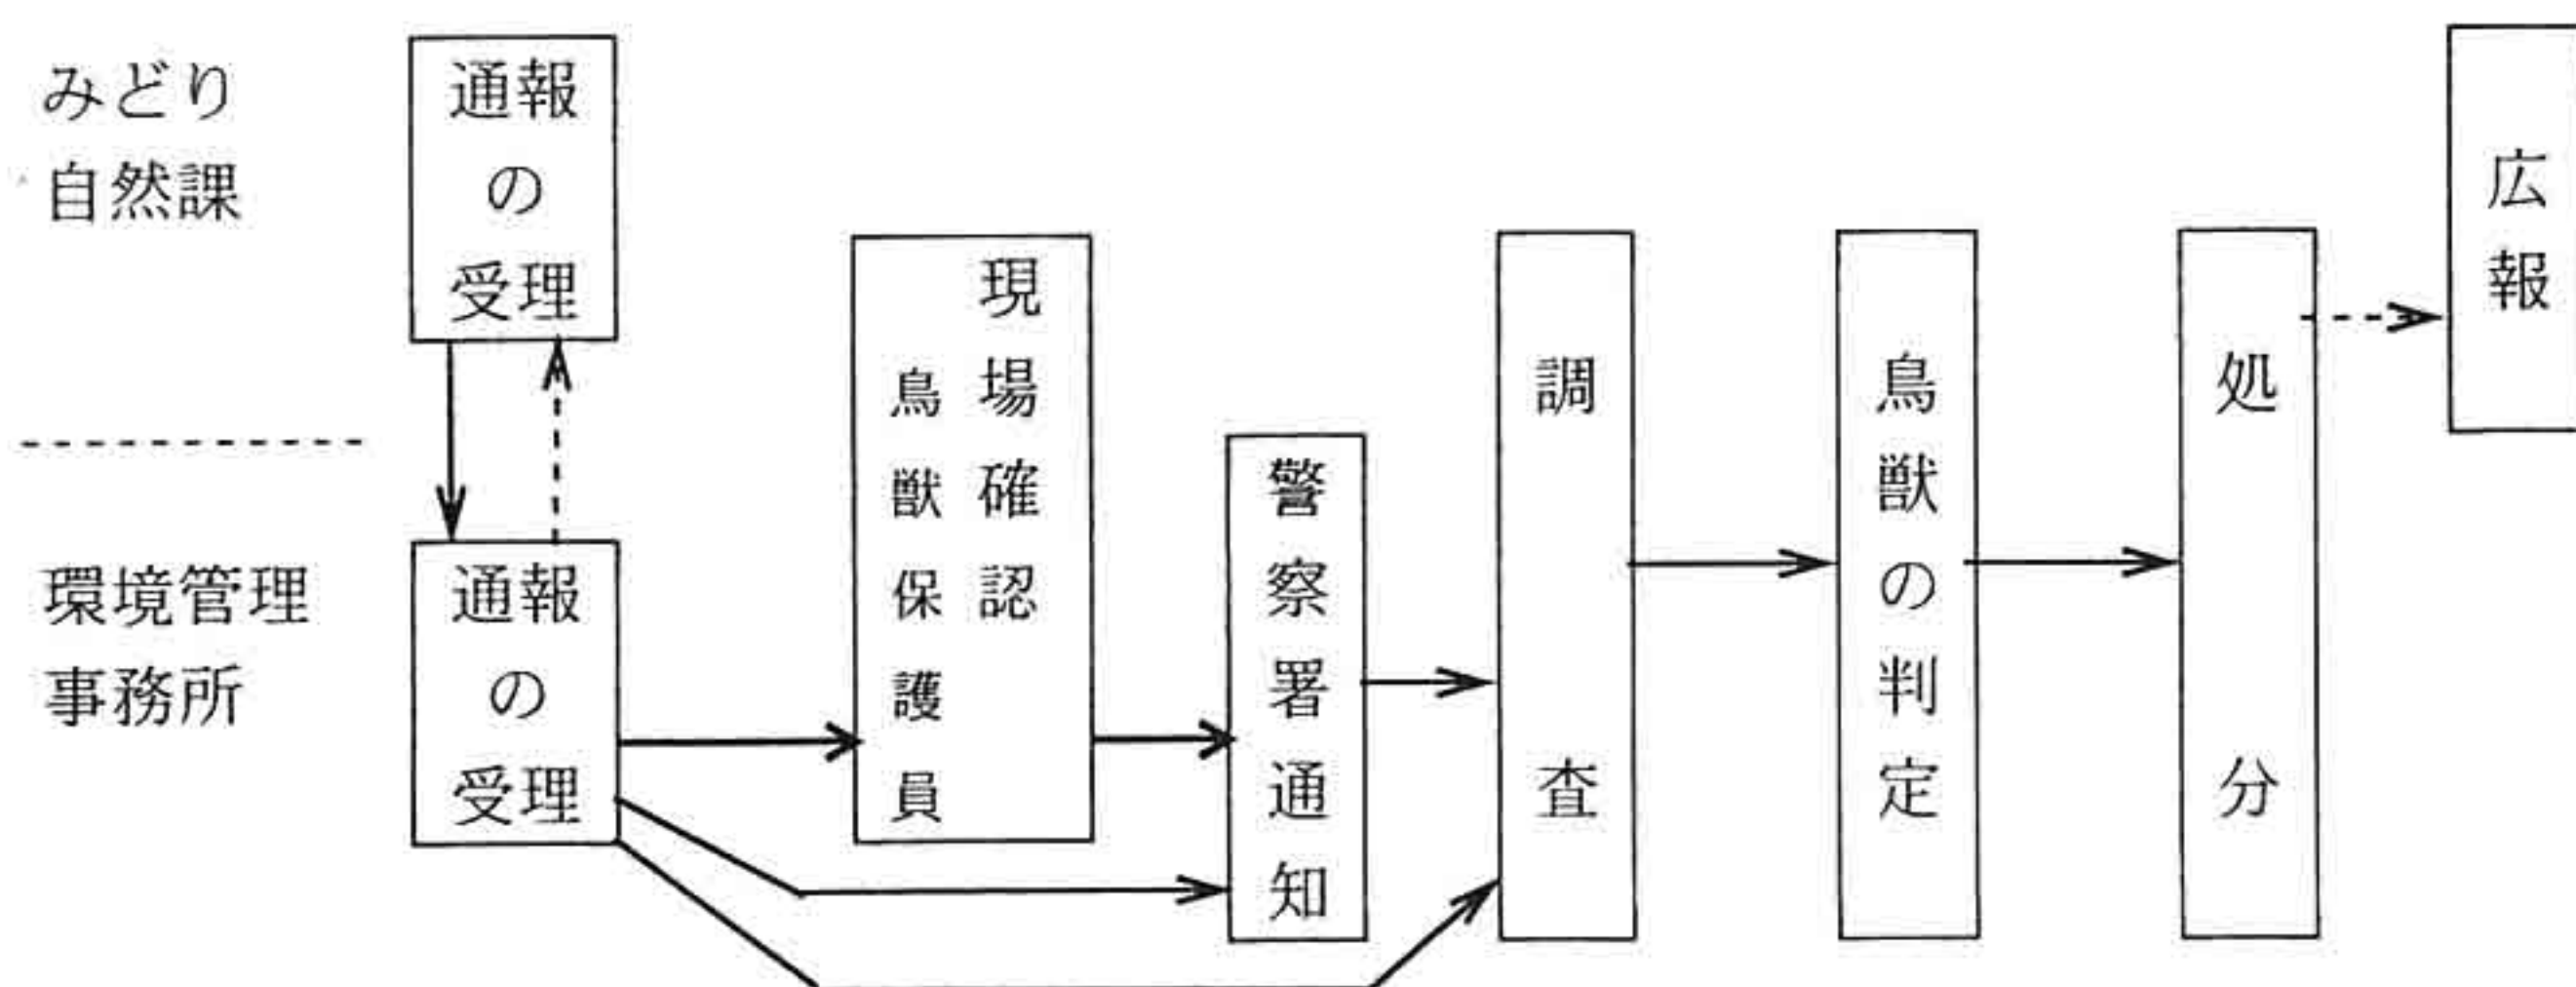 みどり
自然課
環境管理
事務所
通報
の
受理
通報
の
受理
現場確認
鳥獣保護員
警察署通知
調査
鳥獣の判定
処分
広報